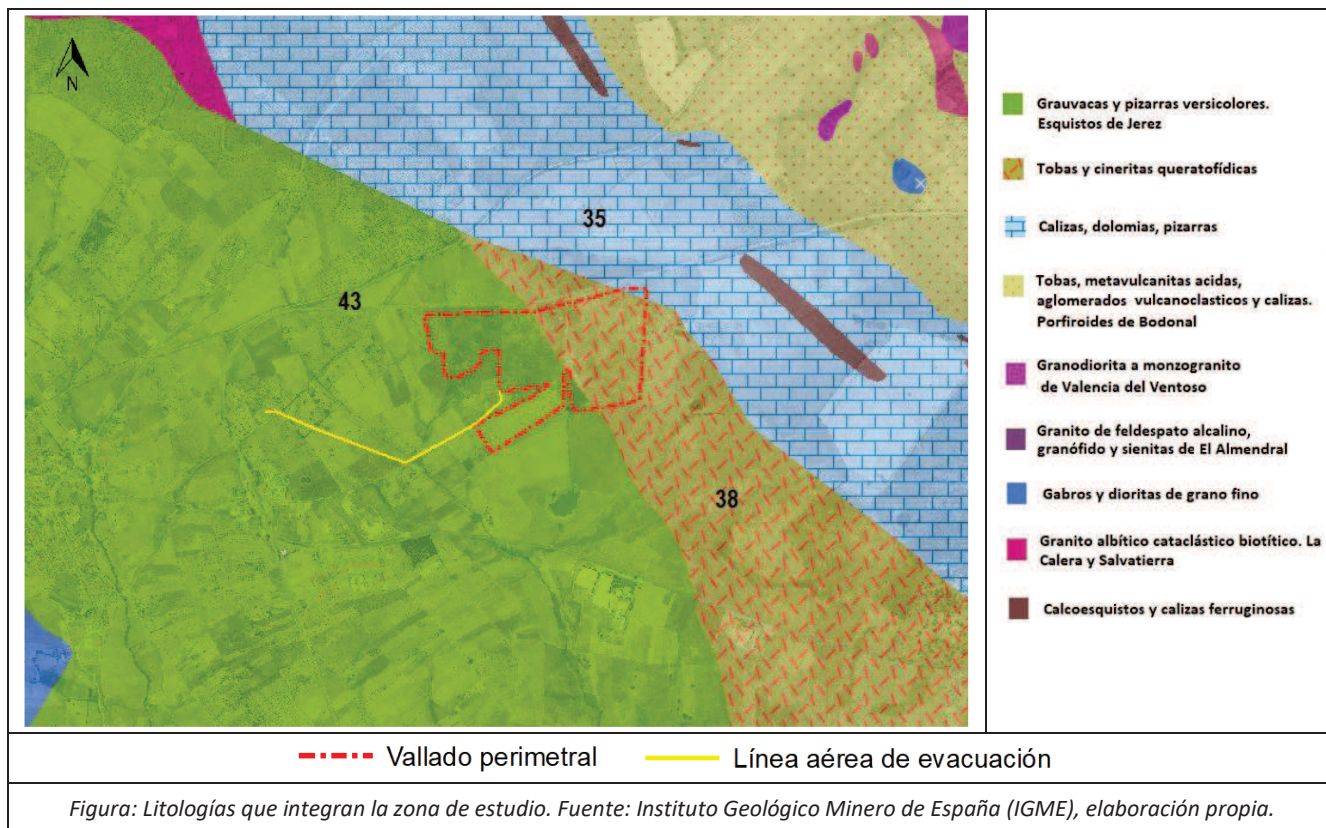 N
35
43
38
Grauvacas y pizarras versicolores.
Esquistos de Jerez
Tobas y cineritas queratofídicas
Calizas, dolomias, pizarras
Tobas, metavulcanitas acidas,
aglomerados vulcanoclasticos y calizas.
Porfiroides de Bodonal
Granodiorita a monzogranito
de Valencia del Ventoso
Granito de feldespato alcalino,
granófido y sienitas de El Almendral
Gabros y dioritas de grano fino
Granito albítico cataclástico biotítico. La
Calera y Salvatierra
Calcoesquistos y calizas ferruginosas
Vallado perimetral
Línea aérea de evacuación
Figura: Litologías que integran la zona de estudio. Fuente: Instituto Geológico Minero de España (IGME), elaboración propia.